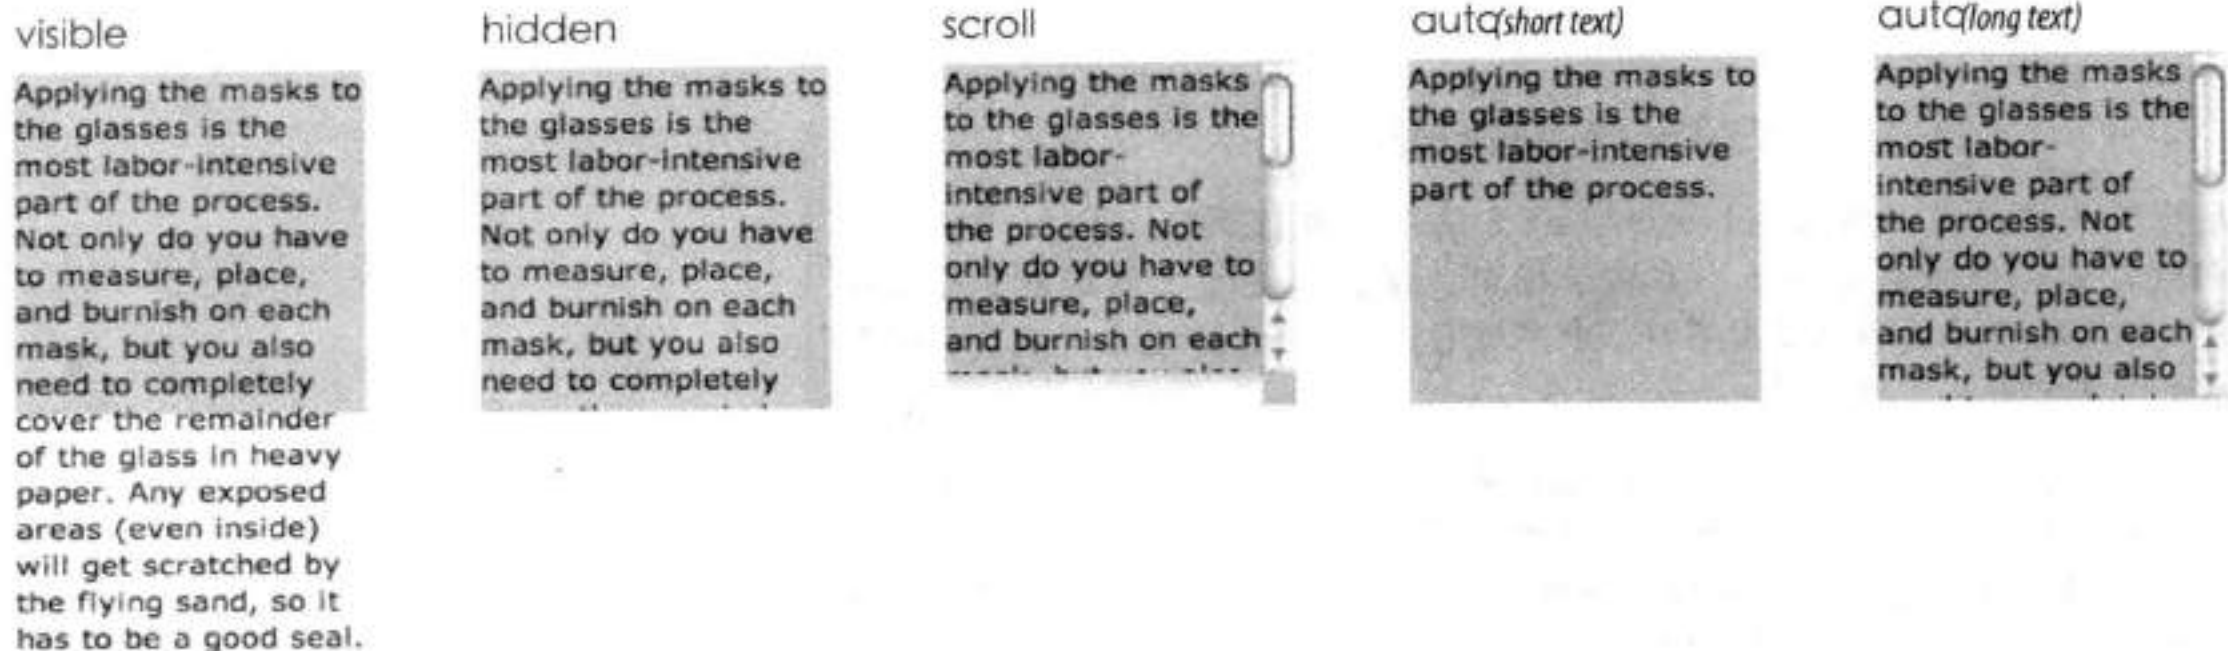 visible
Applying the masks to
the glasses is the
most labor-intensive
part of the process.
Not only do you have
to measure, place,
and burnish on each
mask, but you also
need to completely
cover the remainder
of the glass in heavy
paper. Any exposed
areas (even inside)
will get scratched by
the flying sand, so it
has to be a good seal.
hidden
Applying the masks to
the glasses is the
most labor-intensive
part of the process.
Not only do you have
to measure, place,
and burnish on each
mask, but you also
need to completely
scroll
Applying the masks
to the glasses is the
most labor-
intensive part of
the process. Not
only do you have to
measure, place,
and burnish on each
auto(short text)
Applying the masks to
the glasses is the
most labor-intensive
part of the process.
auto(long text)
Applying the masks
to the glasses is the
most labor-
intensive part of
the process. Not
only do you have to
measure, place,
and burnish on each
mask, but you also